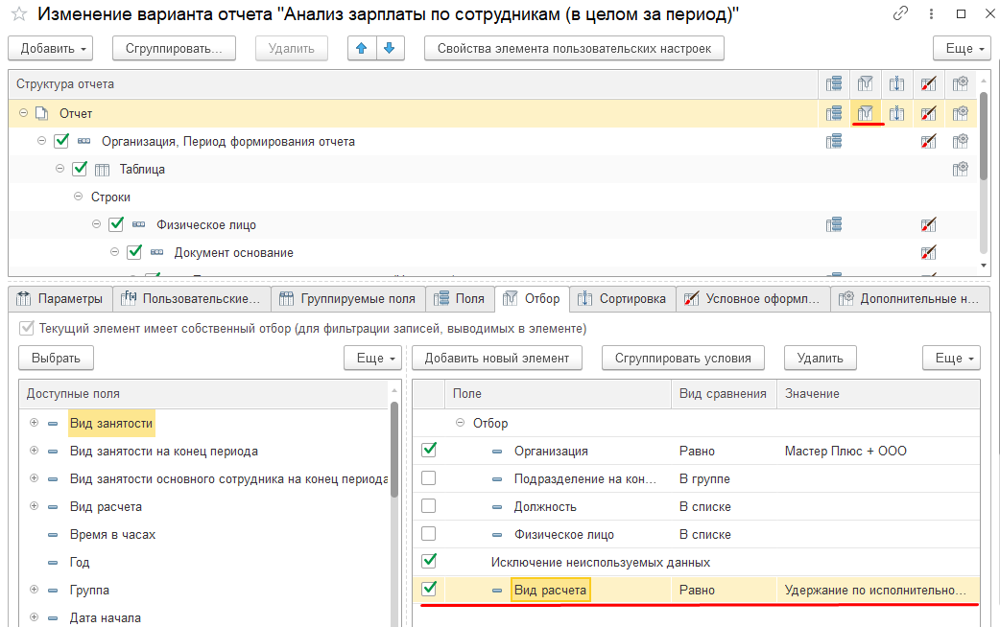 Изменение варианта отчета "Анализ зарплаты по сотрудникам (в целом за период)"
Добавить Сгруппировать... Удалить Свойства элемента пользовательских настроек Еще
Структура отчета
Отчет
Организация, Период формирования отчета
Таблица
Строки
Физическое лицо
Документ основание
Параметры Пользовательские... Группируемые поля Поля Отбор Сортировка Условное оформл... Дополнительные н...
Текущий элемент имеет собственный отбор (для фильтрации записей, выводимых в элементе)
Выбрать Еще Добавить новый элемент Сгруппировать условия Удалить Еще
Доступные поля Поле Вид сравнения Значение
Вид занятости Отбор
Вид занятости на конец периода Организация Равно Мастер Плюс + ООО
Вид занятости основного сотрудника на конец периода Подразделение на кон... В группе
Вид расчета Должность В списке
Время в часах Физическое лицо В списке
Год Исключение неиспользуемых данных
Группа Вид расчета Равно Удержание по исполнительно...
Дата начала